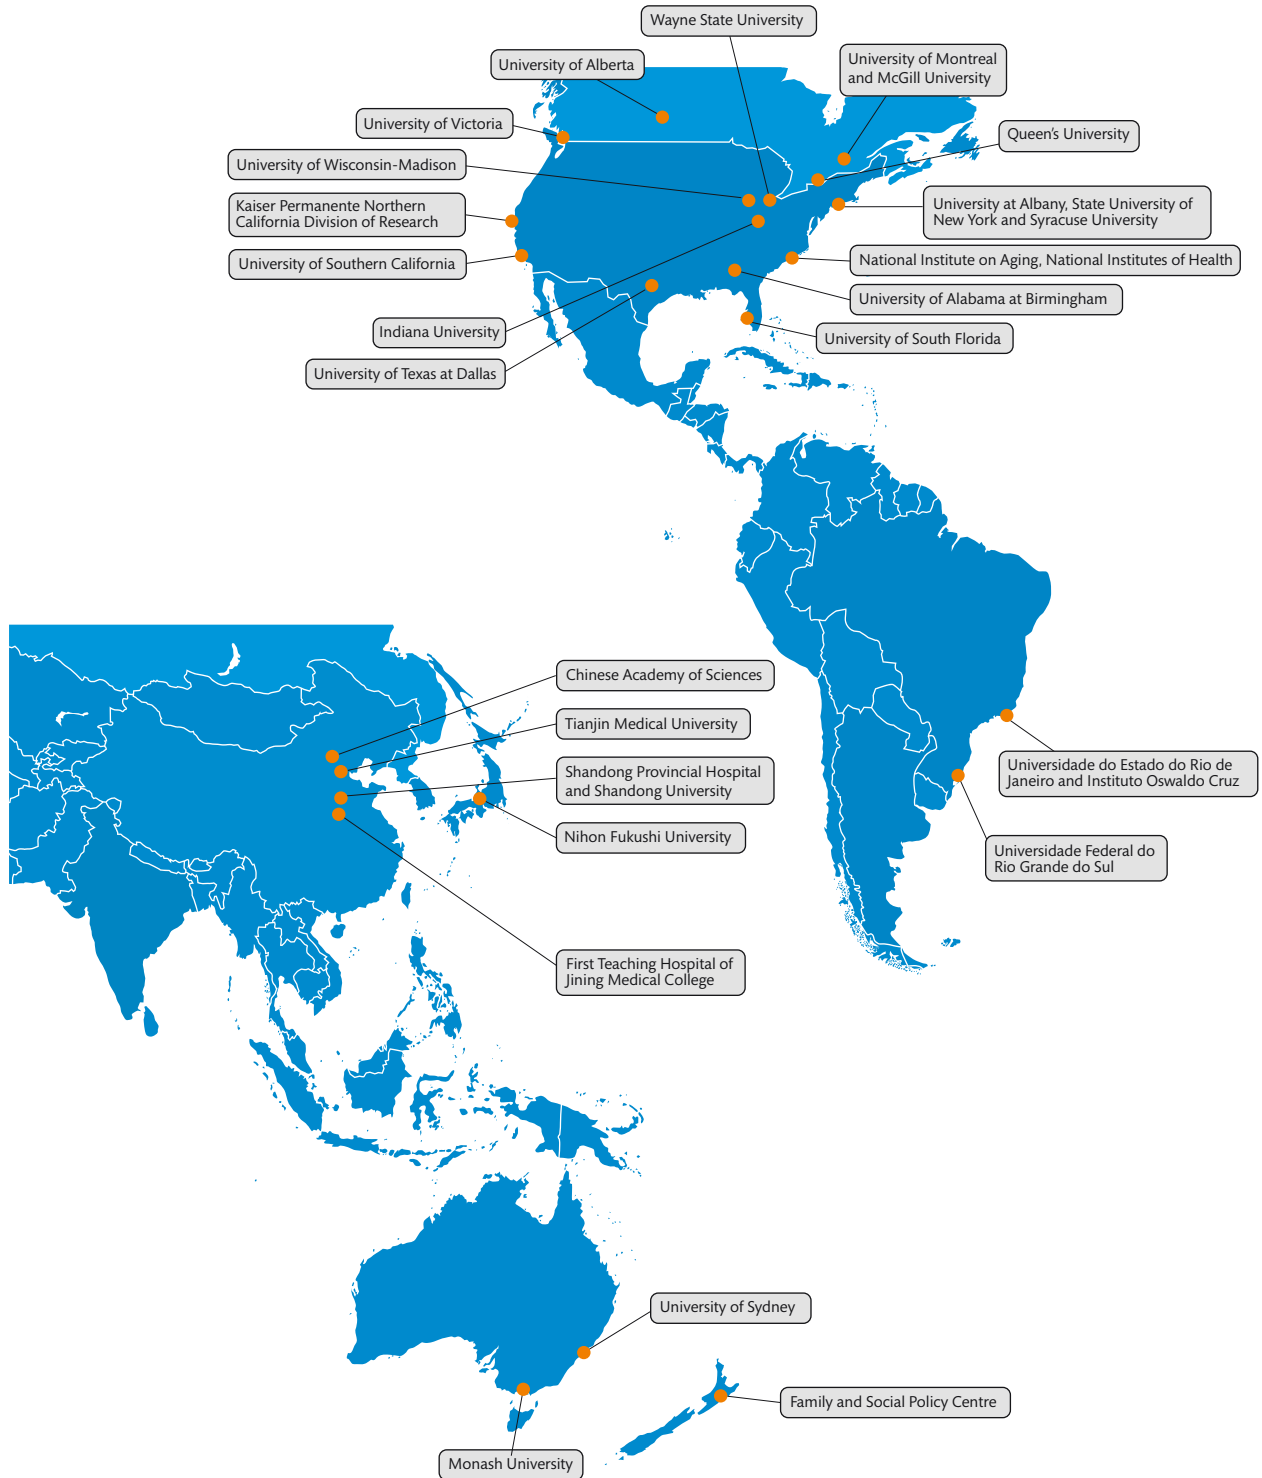 Wayne State University
University of Alberta
University of Montreal
and McGill University
University of Victoria
Queen's University
University of Wisconsin-Madison
Kaiser Permanente Northern
California Division of Research
University at Albany, State University of
New York and Syracuse University
University of Southern California
National Institute on Aging, National Institutes of Health
University of Alabama at Birmingham
Indiana University
University of South Florida
University of Texas at Dallas
Chinese Academy of Sciences
Tianjin Medical University
Shandong Provincial Hospital
and Shandong University
Nihon Fukushi University
Universidade do Estado do Rio de
Janeiro and Instituto Oswaldo Cruz
Universidade Federal do
Rio Grande do Sul
First Teaching Hospital of
Jining Medical College
University of Sydney
Family and Social Policy Centre
Monash University